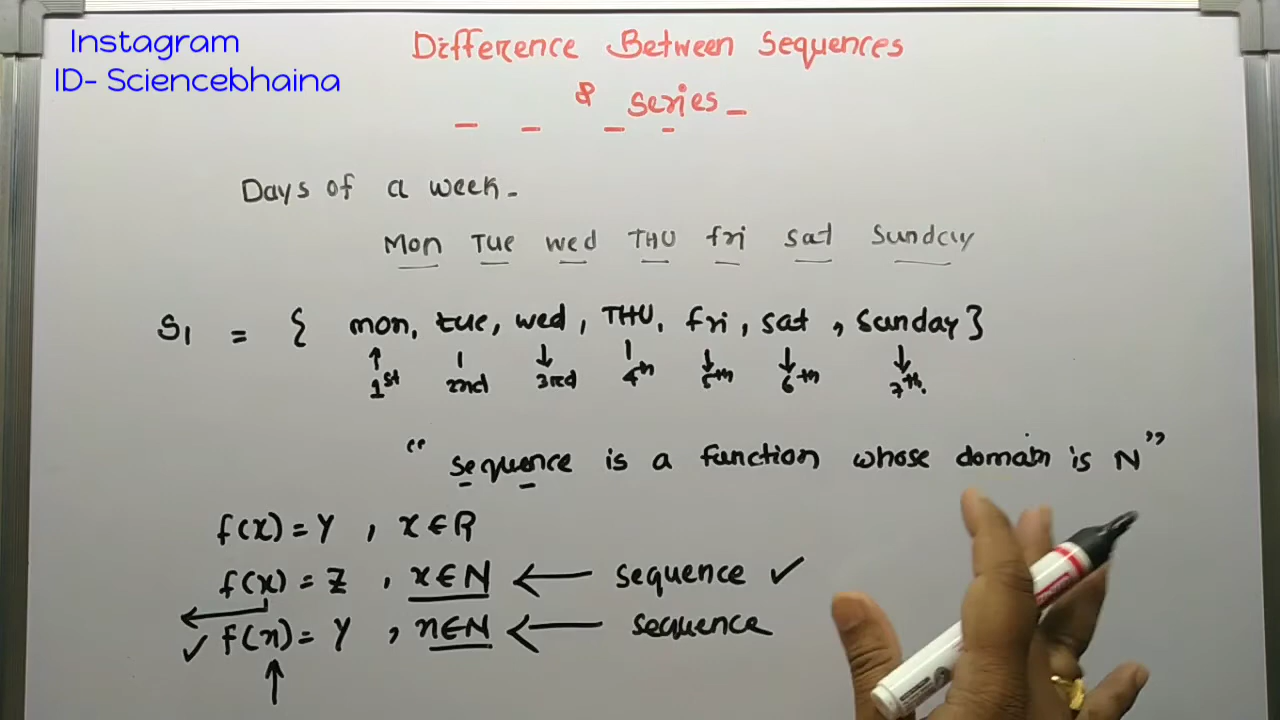 Instagram
ID- Sciencebhaina
Difference Between Sequences
& Series
Days of a week.
Mon Tue wed THU fri sat Sunday
S1 = { mon, tue, wed, THU, fri, sat, Sunday}
1st 2nd 3rd 4th 5th 6th 7th.
" sequence is a function whose domain is N "
f(x) = Y , x ∈ R
f(x) = Z , x ∈ N ← sequence ✓
✓ f(n) = Y , n ∈ N ← sequence